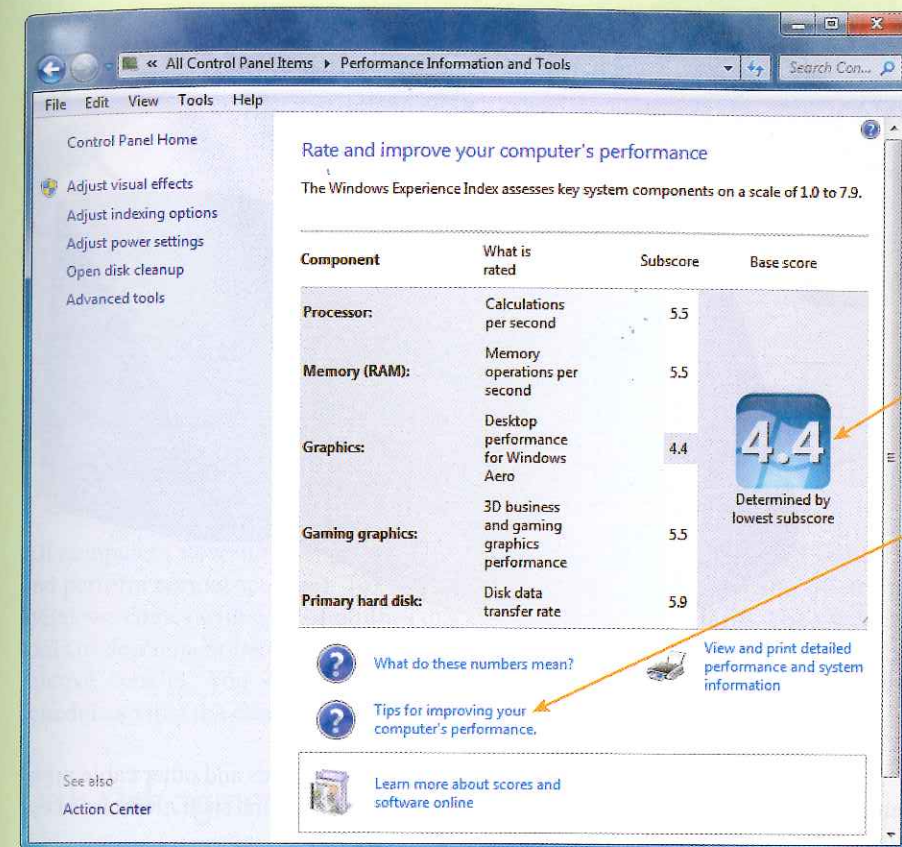 « All Control Panel Items ▸ Performance Information and Tools
Search Con...
File Edit View Tools Help
Control Panel Home
Adjust visual effects
Adjust indexing options
Adjust power settings
Open disk cleanup
Advanced tools
See also
Action Center
Rate and improve your computer's performance
The Windows Experience Index assesses key system components on a scale of 1.0 to 7.9.
Component What is rated Subscore Base score
Processor: Calculations per second 5.5
Memory (RAM): Memory operations per second 5.5
Graphics: Desktop performance for Windows Aero 4.4
Gaming graphics: 3D business and gaming graphics performance 5.5
Primary hard disk: Disk data transfer rate 5.9
4.4
Determined by
lowest subscore
What do these numbers mean?
View and print detailed
performance and system
information
Tips for improving your
computer's performance.
Learn more about scores and
software online